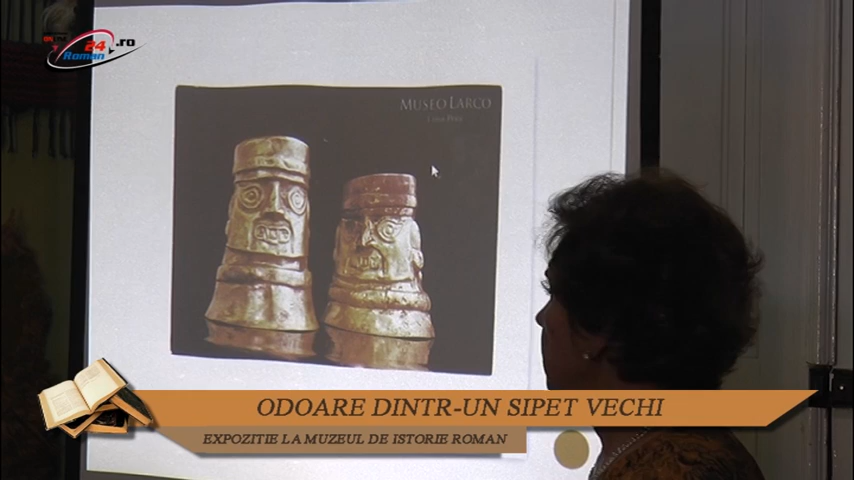 24 .ro
Roman
MUSEO LARCO
ODOARE DINTR-UN SIPET VECHI
EXPOZITIE LA MUZEUL DE ISTORIE ROMAN